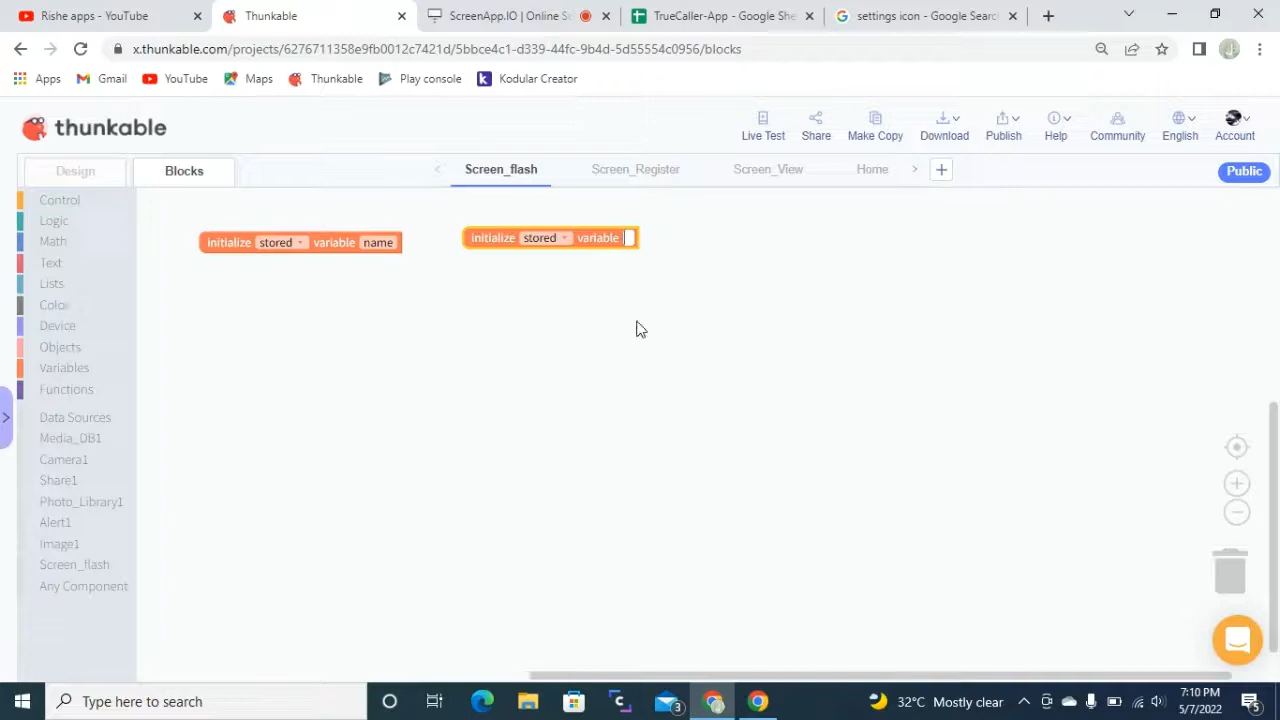 Rishe apps - YouTube
Thunkable
ScreenApp.IO | Online Sc
TrueCaller-App - Google She
settings icon - Google Search
x.thunkable.com/projects/6276711358e9fb0012c7421d/5bbce4c1-d339-44fc-9b4d-5d55554c0956/blocks
Apps
Gmail
YouTube
Maps
Thunkable
Play console
Kodular Creator
thunkable
Live Test
Share
Make Copy
Download
Publish
Help
Community
English
Account
Design
Blocks
Screen_flash
Screen_Register
Screen_View
Home
Public
Control
Logic
Math
Text
Lists
Color
Device
Objects
Variables
Functions
Data Sources
Media_DB1
Camera1
Share1
Photo_Library1
Alert1
Image1
Screen_flash
Any Component
initialize stored variable name
initialize stored variable
Type here to search
3
32°C Mostly clear
7:10 PM
5/7/2022
5